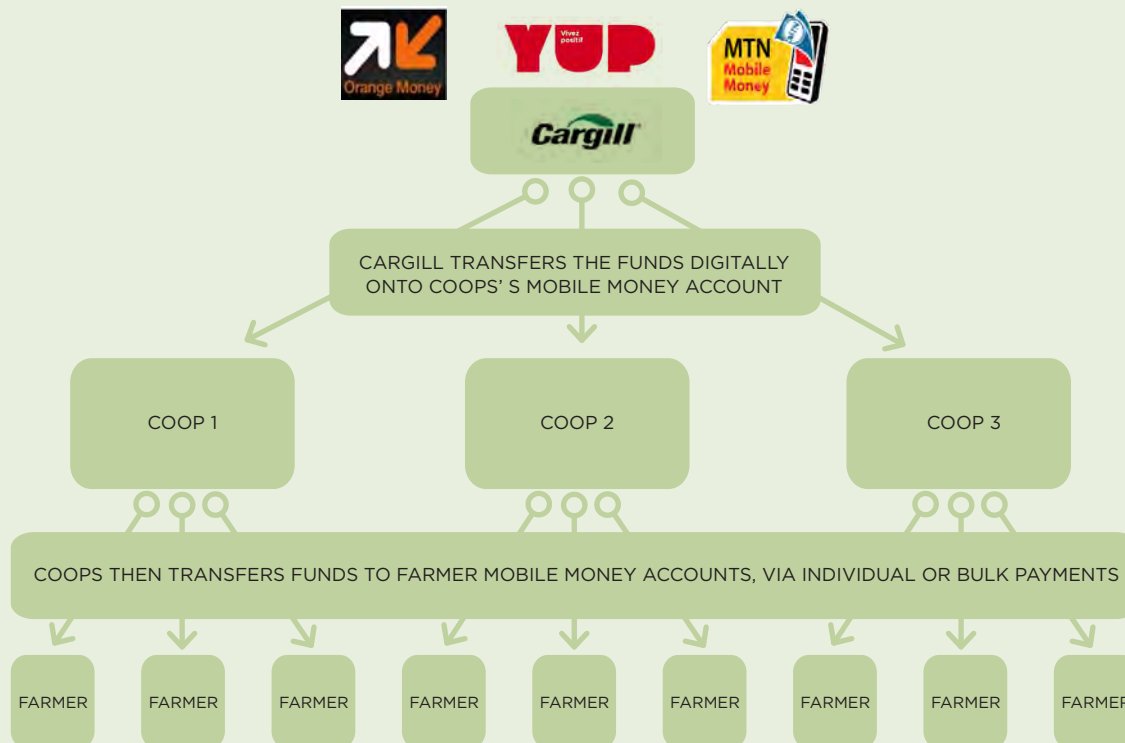 Orange Money
YUP
Vivez
positif
MTN
Mobile
Money
Cargill
CARGILL TRANSFERS THE FUNDS DIGITALLY
ONTO COOPS' S MOBILE MONEY ACCOUNT
COOP 1
COOP 2
COOP 3
COOPS THEN TRANSFERS FUNDS TO FARMER MOBILE MONEY ACCOUNTS, VIA INDIVIDUAL OR BULK PAYMENTS
FARMER FARMER FARMER FARMER FARMER FARMER FARMER FARMER FARMER